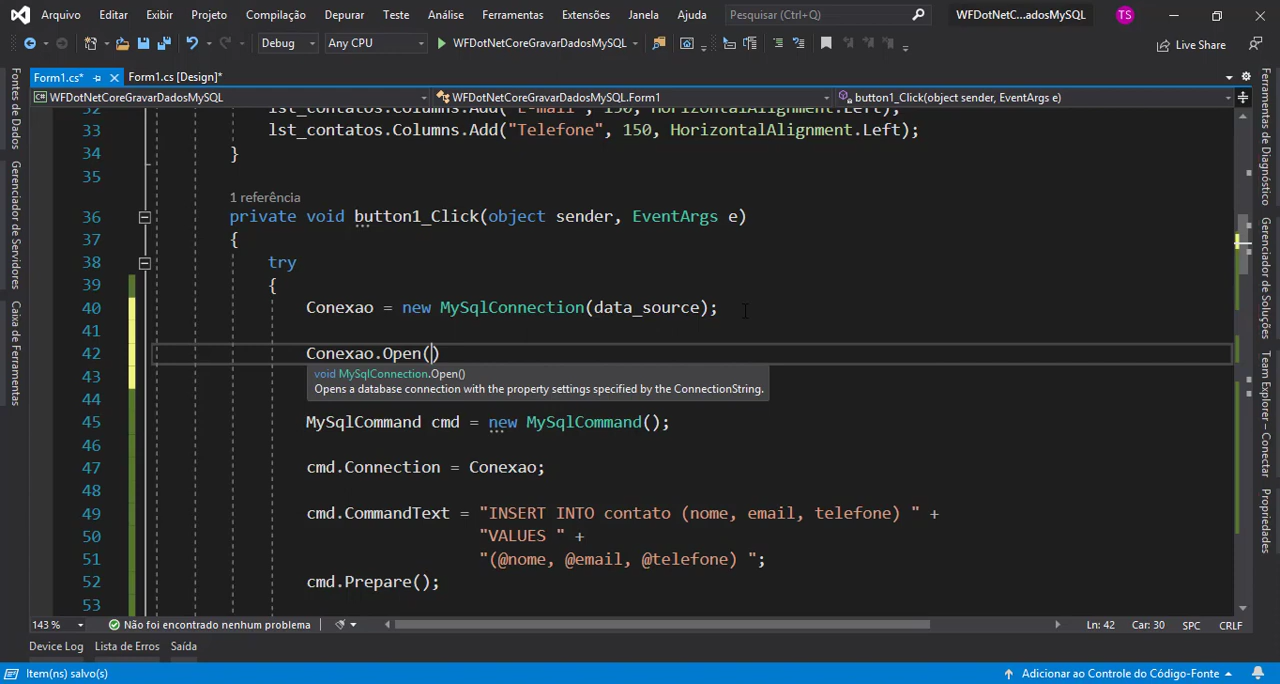 Arquivo Editar Exibir Projeto Compilação Depurar Teste Análise Ferramentas Extensões Janela Ajuda Pesquisar (Ctrl+Q) WFDotNetC...adosMySQL TS
Debug Any CPU WFDotNetCoreGravarDadosMySQL Live Share
Form1.cs* Form1.cs [Design]*
WFDotNetCoreGravarDadosMySQL WFDotNetCoreGravarDadosMySQL.Form1 button1_Click(object sender, EventArgs e)
Fontes de Dados
Gerenciador de Servidores
Caixa de Ferramentas
32 lst_contatos.Columns.Add("E-mail", 150, HorizontalAlignment.Left);
33 lst_contatos.Columns.Add("Telefone", 150, HorizontalAlignment.Left);
34 }
35
1 referência
36 private void button1_Click(object sender, EventArgs e)
37 {
38 try
39 {
40 Conexao = new MySqlConnection(data_source);
41
42 Conexao.Open()
void MySqlConnection.Open()
43
Opens a database connection with the property settings specified by the ConnectionString.
44
45 MySqlCommand cmd = new MySqlCommand();
46
47 cmd.Connection = Conexao;
48
49 cmd.CommandText = "INSERT INTO contato (nome, email, telefone) " +
50 "VALUES " +
51 "(@nome, @email, @telefone) ";
52 cmd.Prepare();
53
Ferramentas de Diagnóstico
Gerenciador de Soluções
Team Explorer – Conectar
Propriedades
143 % Não foi encontrado nenhum problema Ln: 42 Car: 30 SPC CRLF
Device Log Lista de Erros Saída
Item(ns) salvo(s) Adicionar ao Controle do Código-Fonte